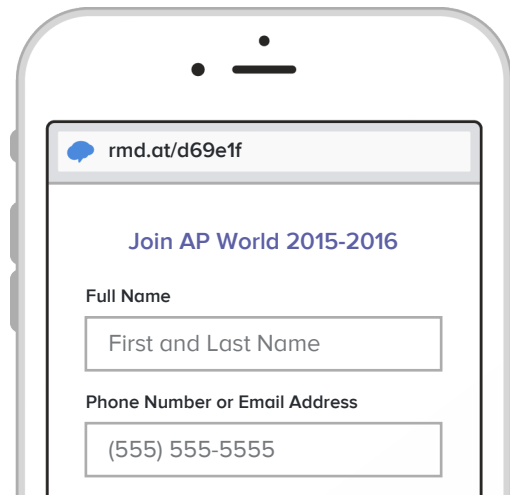 rmd.at/d69e1f
Join AP World 2015-2016
Full Name
First and Last Name
Phone Number or Email Address
(555) 555-5555